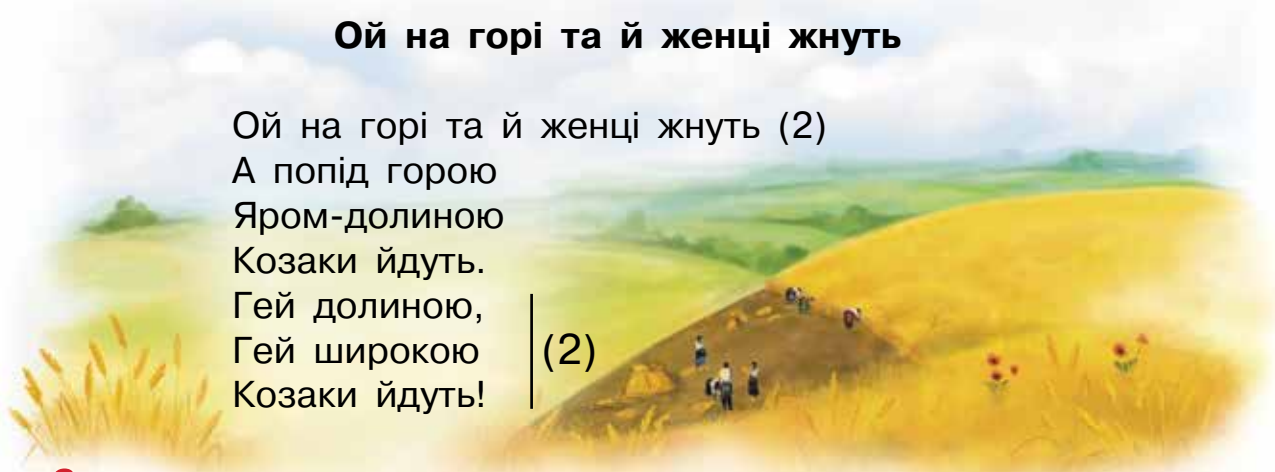 Ой на горі та й женці жнуть
Ой на горі та й женці жнуть (2)
А попід горою
Яром-долиною
Козаки йдуть.
Гей долиною,
Гей широкою (2)
Козаки йдуть!